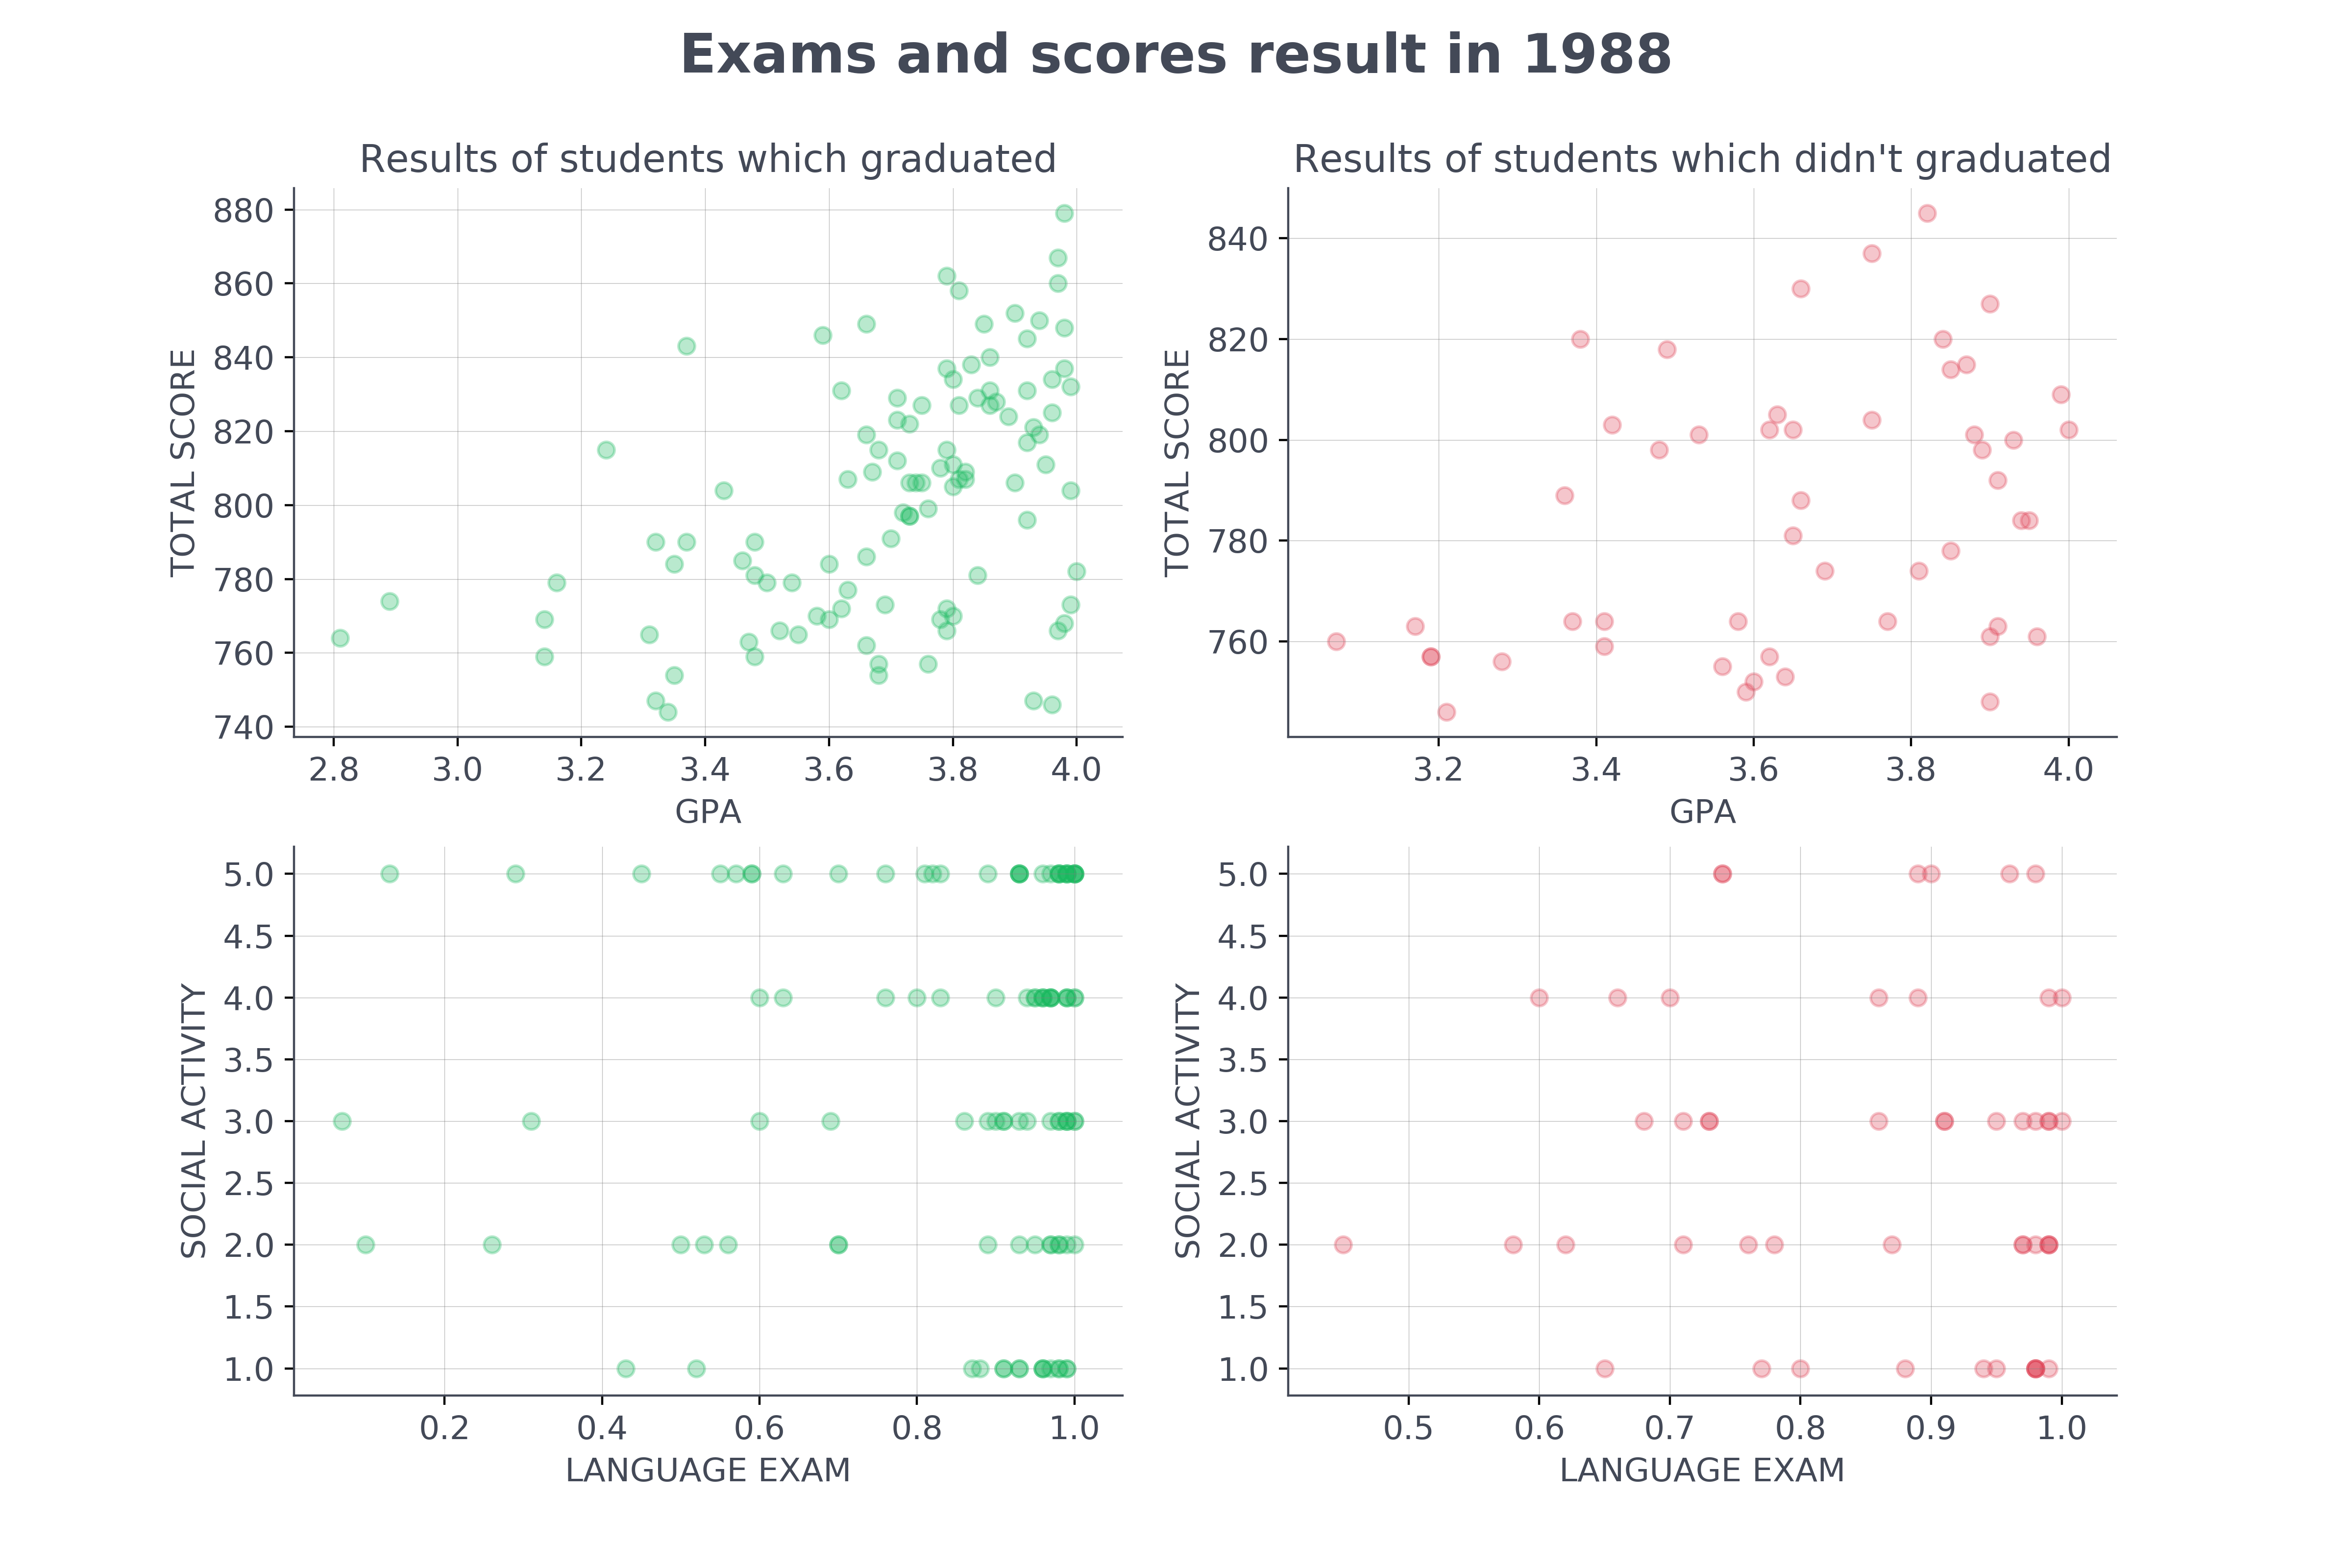 Exams and scores result in 1988
Results of students which graduated
TOTAL SCORE
880
860
840
820
800
780
760
740
2.8 3.0 3.2 3.4 3.6 3.8 4.0
GPA
Results of students which didn't graduated
TOTAL SCORE
840
820
800
780
760
3.2 3.4 3.6 3.8 4.0
GPA
SOCIAL ACTIVITY
5.0
4.5
4.0
3.5
3.0
2.5
2.0
1.5
1.0
0.2 0.4 0.6 0.8 1.0
LANGUAGE EXAM
SOCIAL ACTIVITY
5.0
4.5
4.0
3.5
3.0
2.5
2.0
1.5
1.0
0.5 0.6 0.7 0.8 0.9 1.0
LANGUAGE EXAM